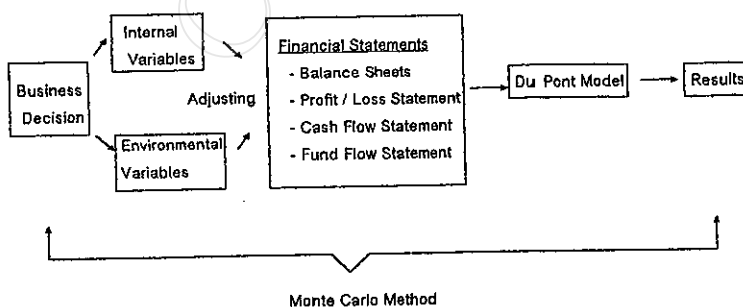 Business
Decision
Internal
Variables
Environmental
Variables
Adjusting
Financial Statements
- Balance Sheets
- Profit / Loss Statement
- Cash Flow Statement
- Fund Flow Statement
Du Pont Model
Results
Monte Carlo Method